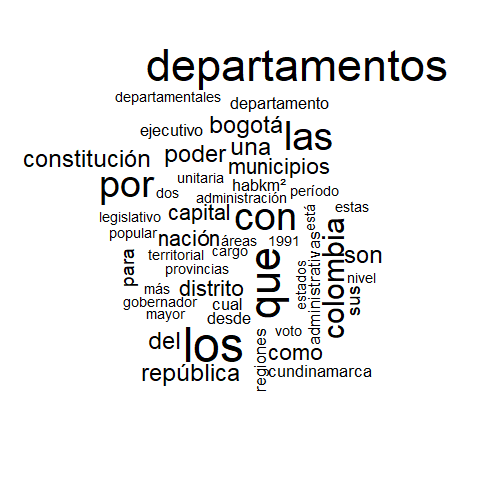 departamentos
departamentales
departamento
ejecutivo
bogotá
las
constitución
poder
una
municipios
por
dos
unitaria
habkm²
administración
período
legislativo
capital
con
está
estas
popular
nación
áreas
1991
administrativas
colombia
son
para
territorial
cargo
que
estados
nivel
provincias
sus
más
distrito
gobernador
cual
mayor
desde
voto
del
los
regiones
como
república
cundinamarca